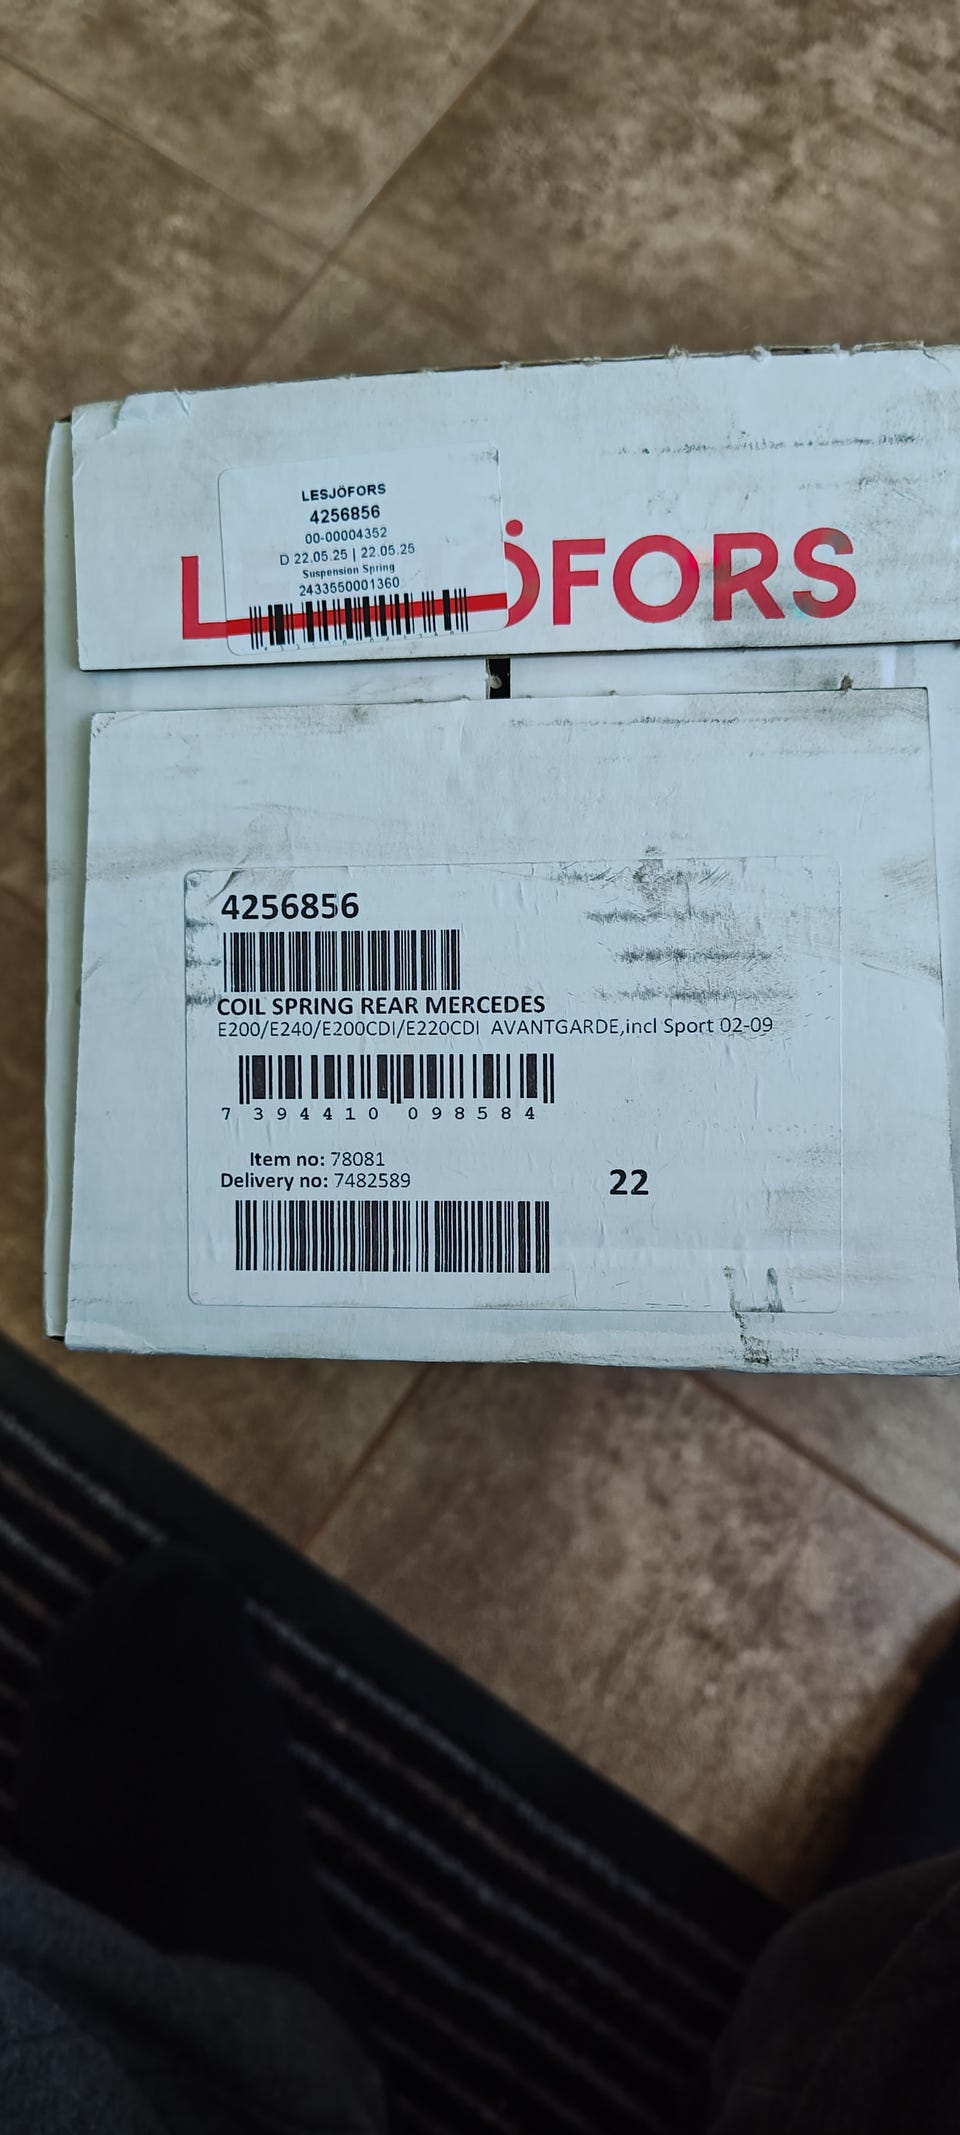 LESJÖFORS
4256856
00-00004352
D 22.05.25 | 22.05.25
Suspension Spring
2433550001360
L ÖFORS
4256856
COIL SPRING REAR MERCEDES
E200/E240/E200CDI/E220CDI AVANTGARDE,incl Sport 02-09
7 394410 098584
Item no: 78081
Delivery no: 7482589
22